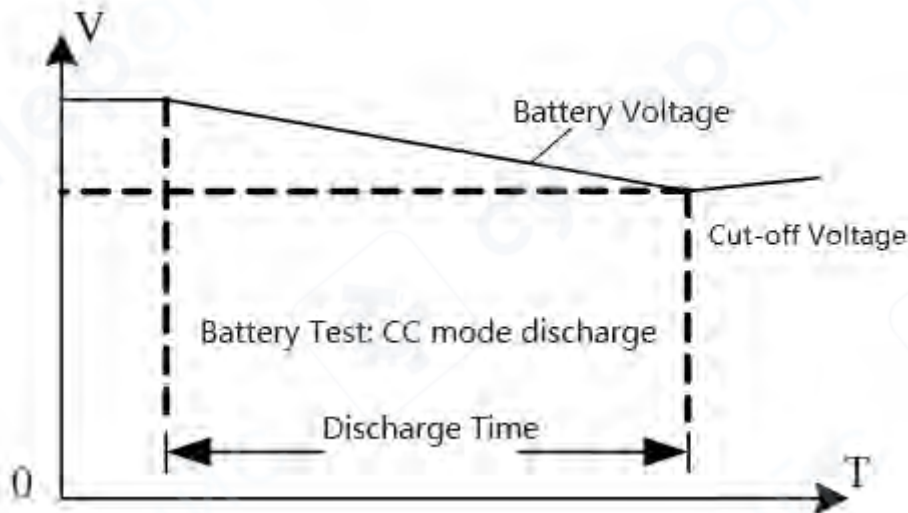 V
Battery Voltage
Cut-off Voltage
Battery Test: CC mode discharge
Discharge Time
0
T